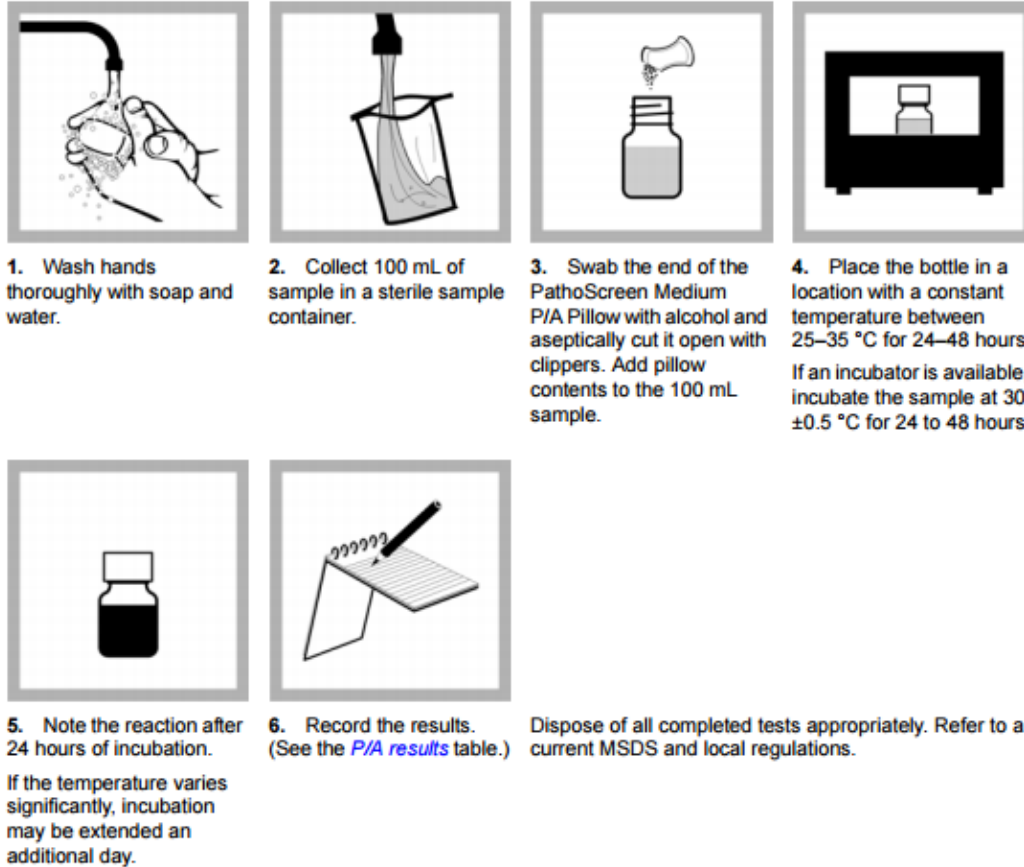 1. Wash hands
thoroughly with soap and
water.
2. Collect 100 mL of
sample in a sterile sample
container.
3. Swab the end of the
PathoScreen Medium
P/A Pillow with alcohol and
aseptically cut it open with
clippers. Add pillow
contents to the 100 mL
sample.
4. Place the bottle in a
location with a constant
temperature between
25–35 °C for 24–48 hours
If an incubator is available
incubate the sample at 30
±0.5 °C for 24 to 48 hours
5. Note the reaction after
24 hours of incubation.
If the temperature varies
significantly, incubation
may be extended an
additional day.
6. Record the results.
(See the P/A results table.)
Dispose of all completed tests appropriately. Refer to a
current MSDS and local regulations.